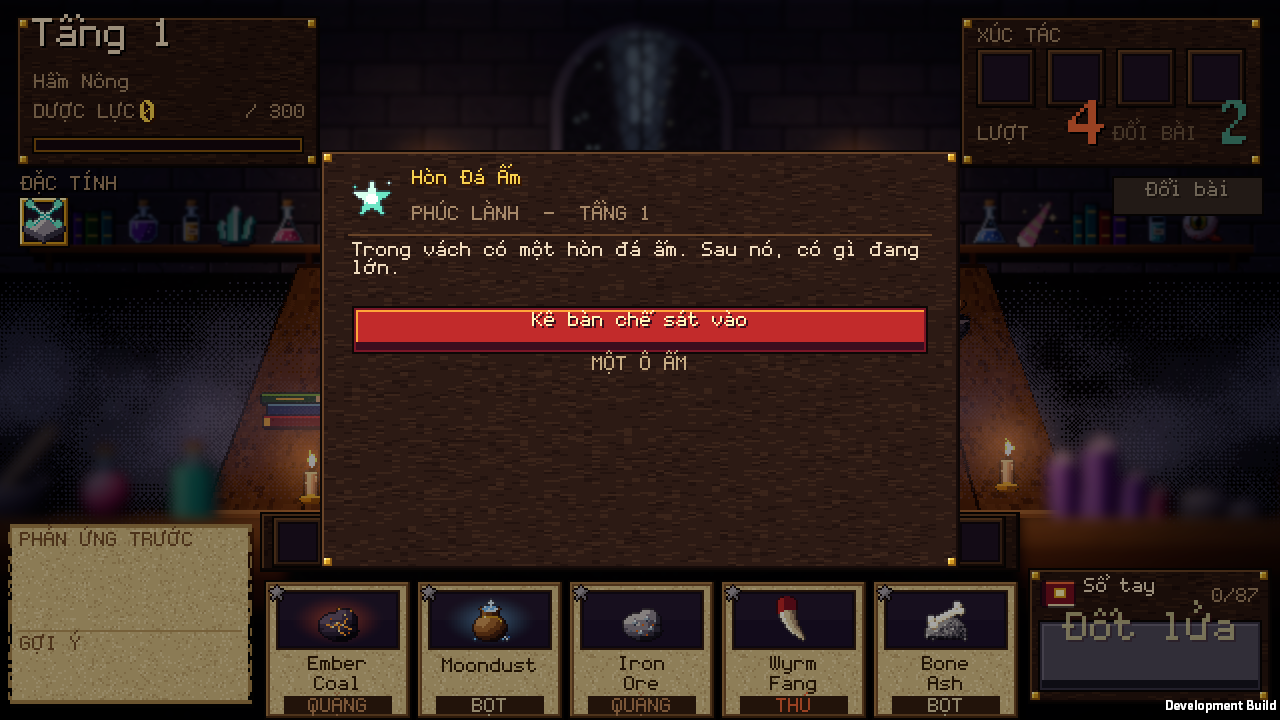 Tầng 1
Hầm Nông
DƯỢC LỰC 0 / 300
ĐẶC TÍNH
XÚC TÁC
LƯỢT 4 ĐỔI BÀI 2
Đổi bài
Hòn Đá Ấm
PHÚC LÀNH – TẦNG 1
Trong vách có một hòn đá ấm. Sau nó, có gì đang
lớn.
Kê bàn chế sát vào
MỘT Ô ẤM
PHẢN ỨNG TRƯỚC
GỢI Ý
Ember
Coal
QUẶNG
Moondust
BỘT
Iron
Ore
QUẶNG
Wyrm
Fang
THÚ
Bone
Ash
BỘT
Sổ tay
0/87
Đốt lửa
Development Build